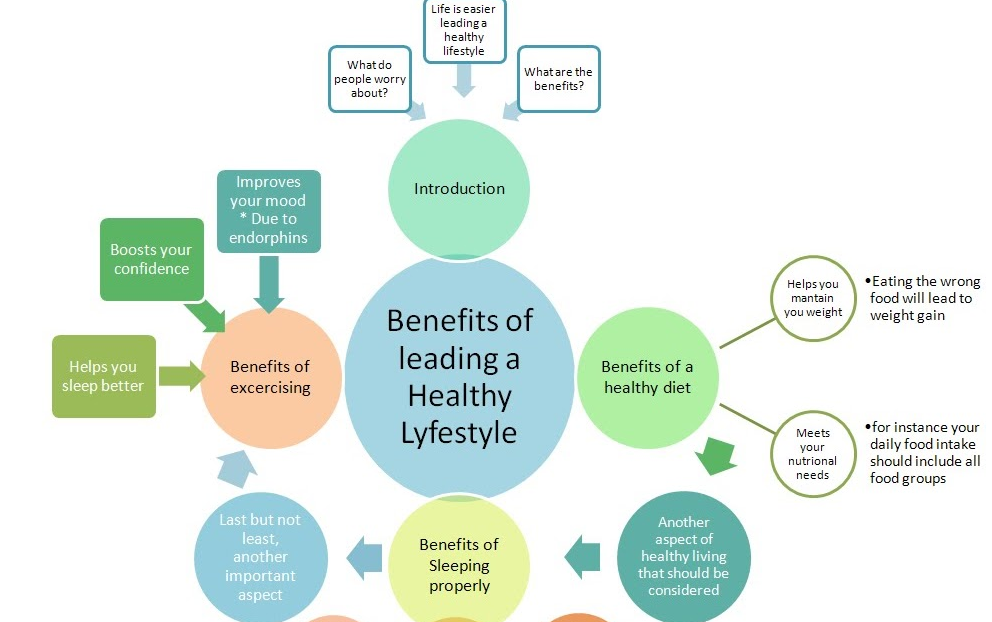 Life is easier
leading a
healthy
lifestyle
What do
people worry
about?
What are the
benefits?
Introduction
Improves
your mood
* Due to
endorphins
Boosts your
confidence
Helps you
sleep better
Benefits of
excercising
Benefits of
leading a
Healthy
Lyfestyle
Benefits of a
healthy diet
Helps you
mantain
you weight
•Eating the wrong
food will lead to
weight gain
Meets
your
nutrional
needs
•for instance your
daily food intake
should include all
food groups
Another
aspect of
healthy living
that should be
considered
Benefits of
Sleeping
properly
Last but not
least,
another
important
aspect